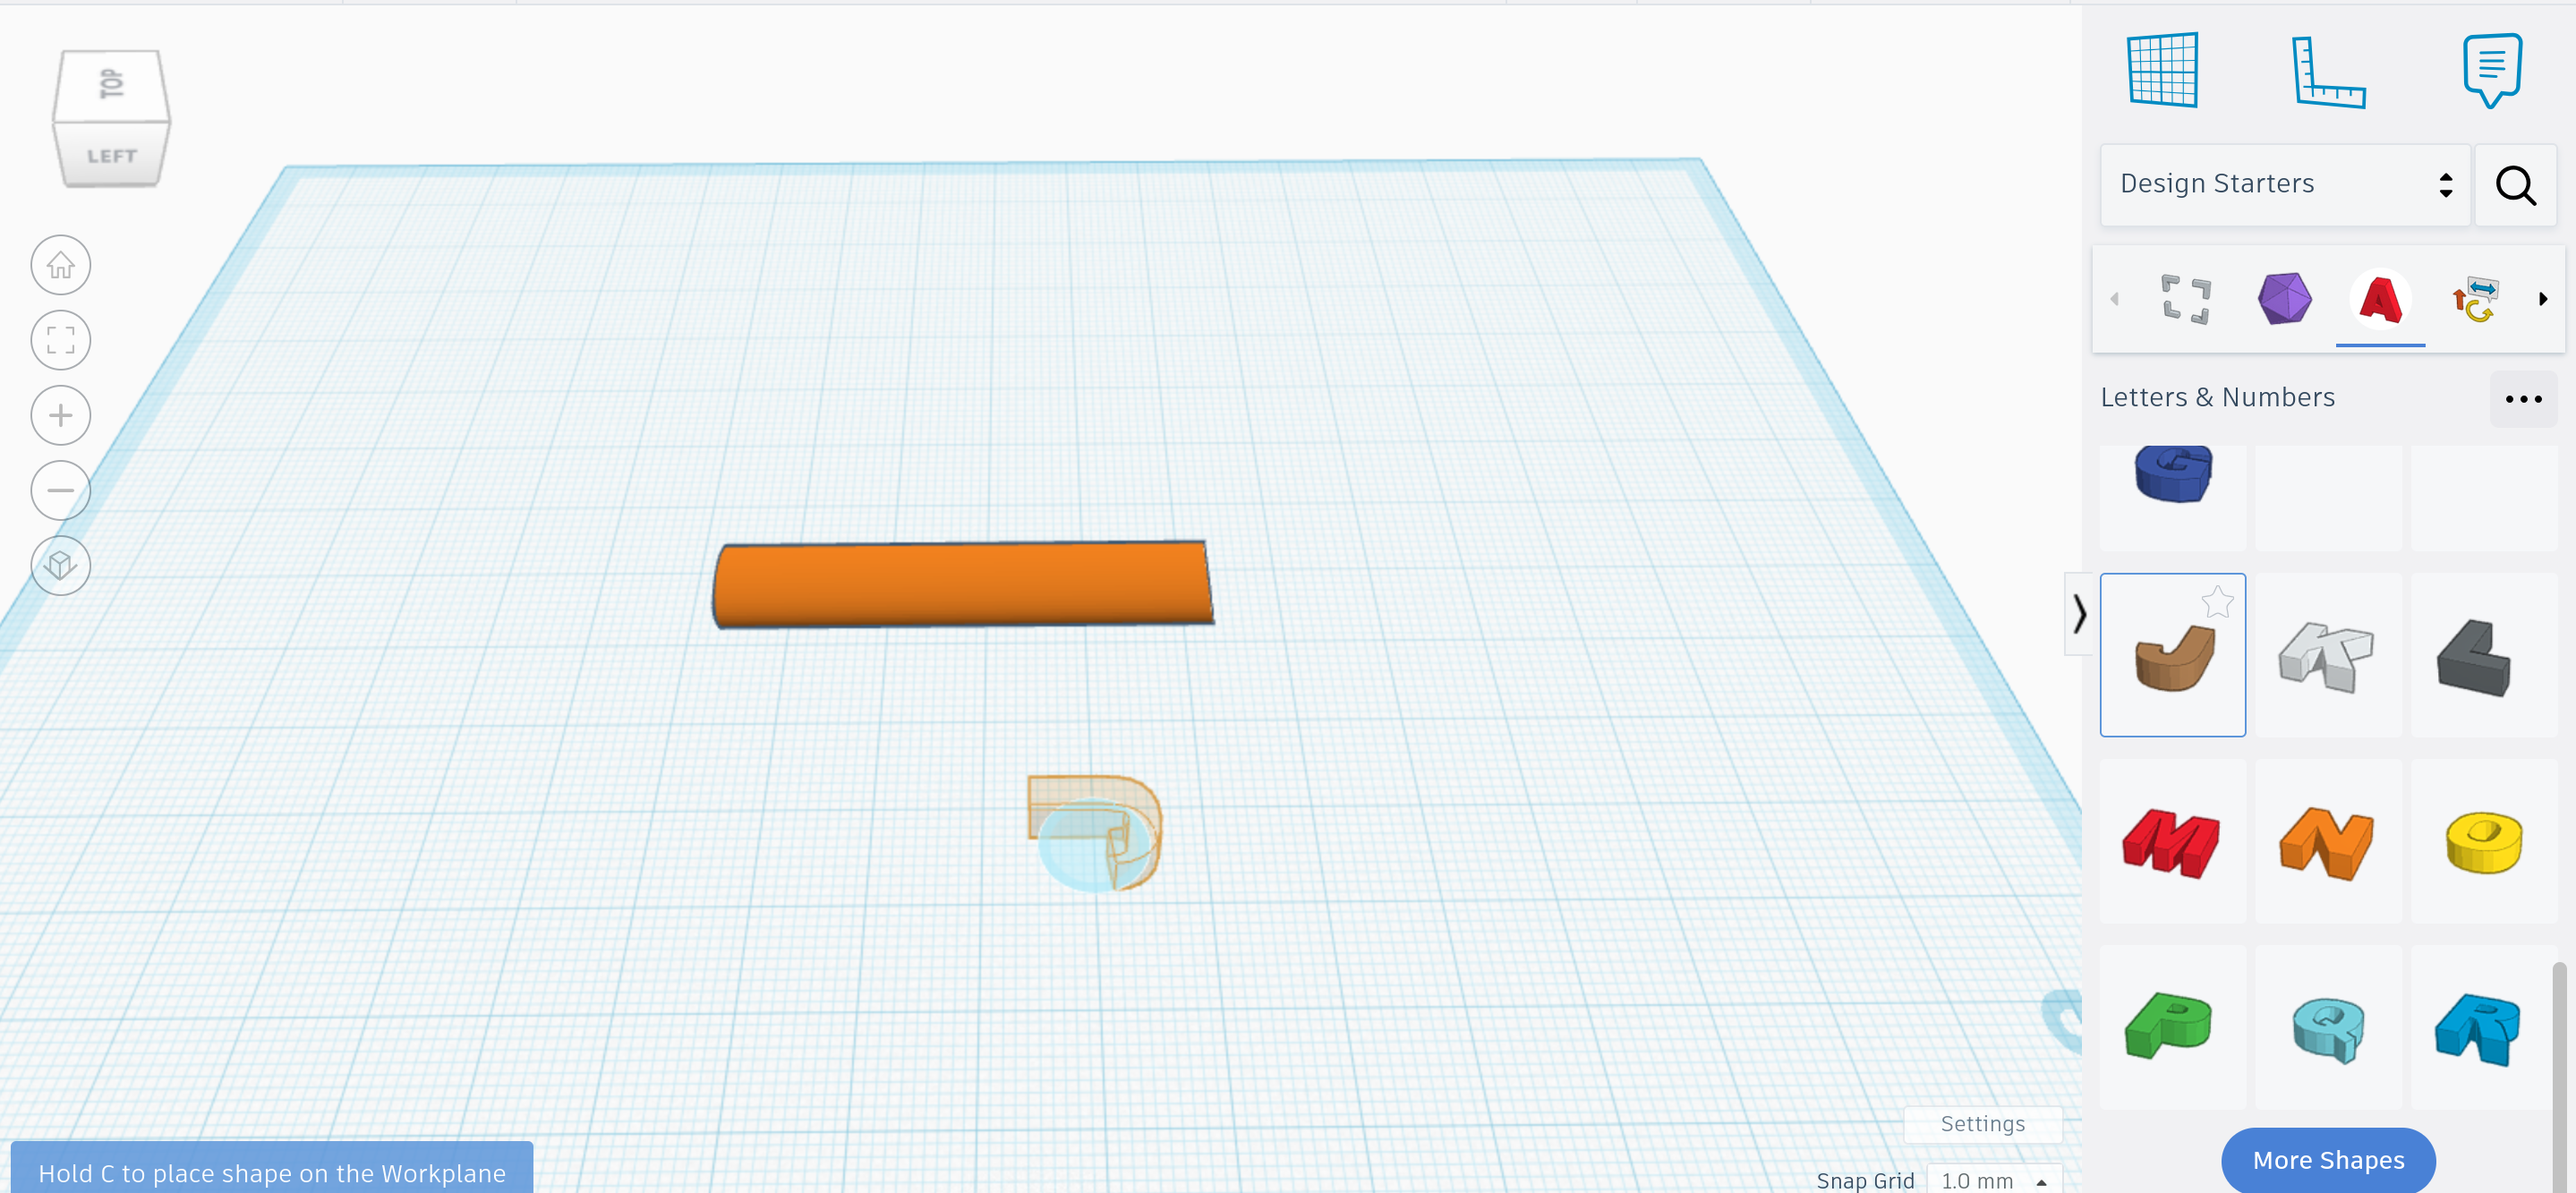 TOP
LEFT
Design Starters
Letters & Numbers
G
J K L
M N O
P Q R
Settings
More Shapes
Hold C to place shape on the Workplane
Snap Grid 1.0 mm